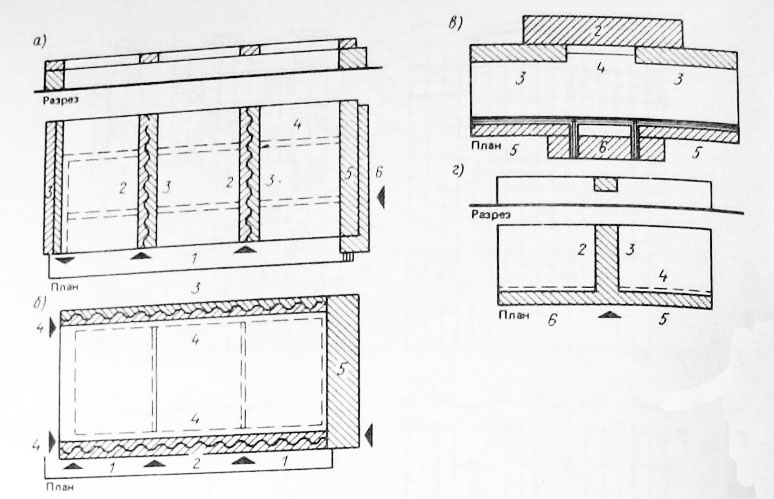 а)
Разрез
4
3 2 3 2 3 5 6
1
План
3
б)
4
4
5
4
4
1 2 1
План
в)
2
3 4 3
План 5 6 5
г)
Разрез
2 3
4
План 6 5